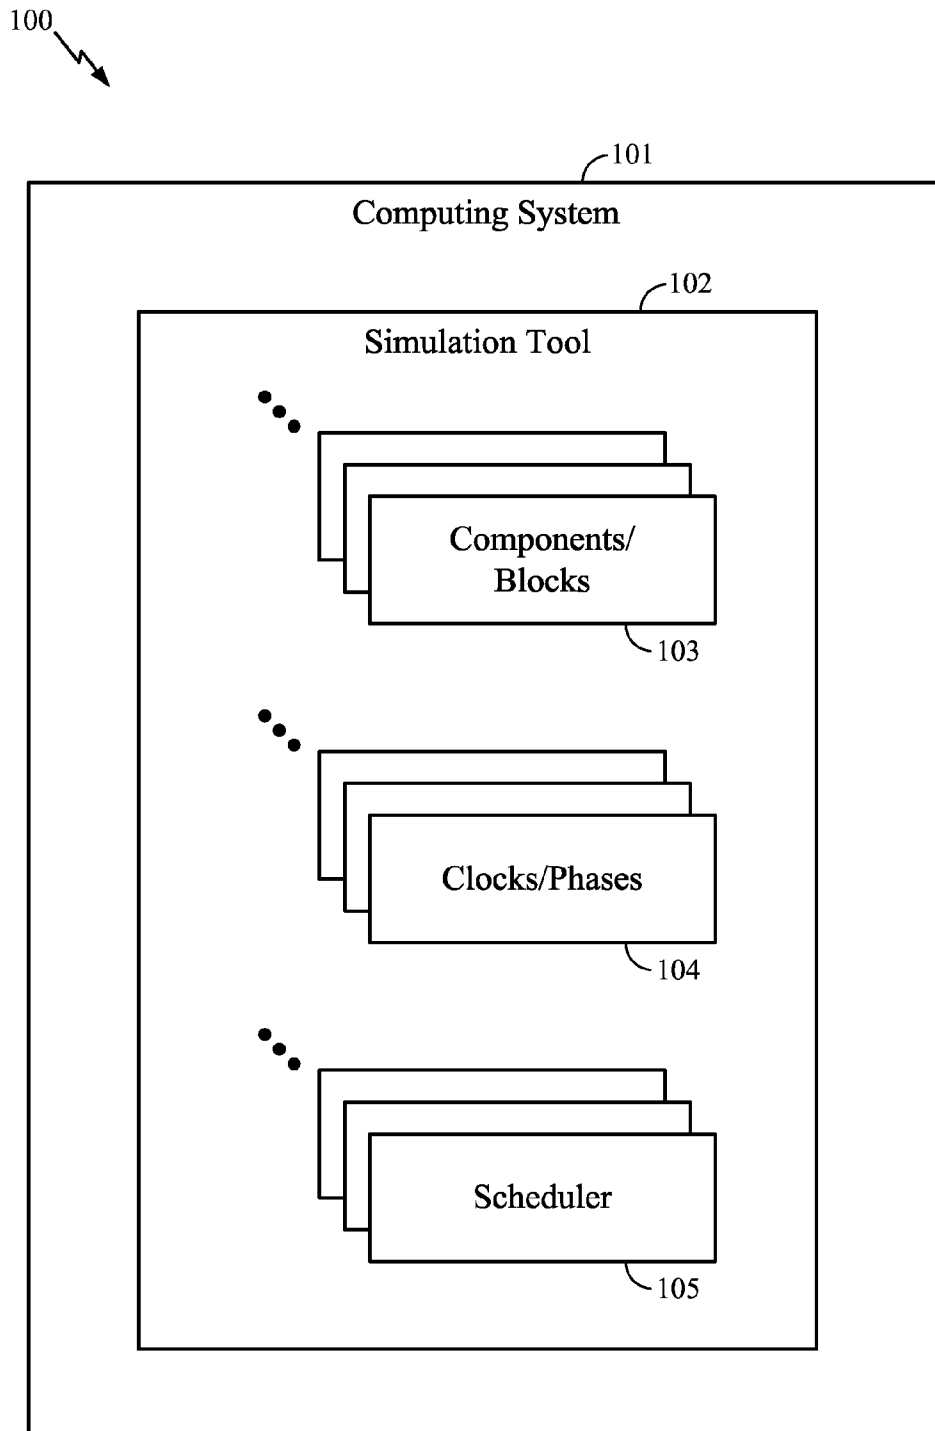 100
101
Computing System
102
Simulation Tool
Components/
Blocks
103
Clocks/Phases
104
Scheduler
105